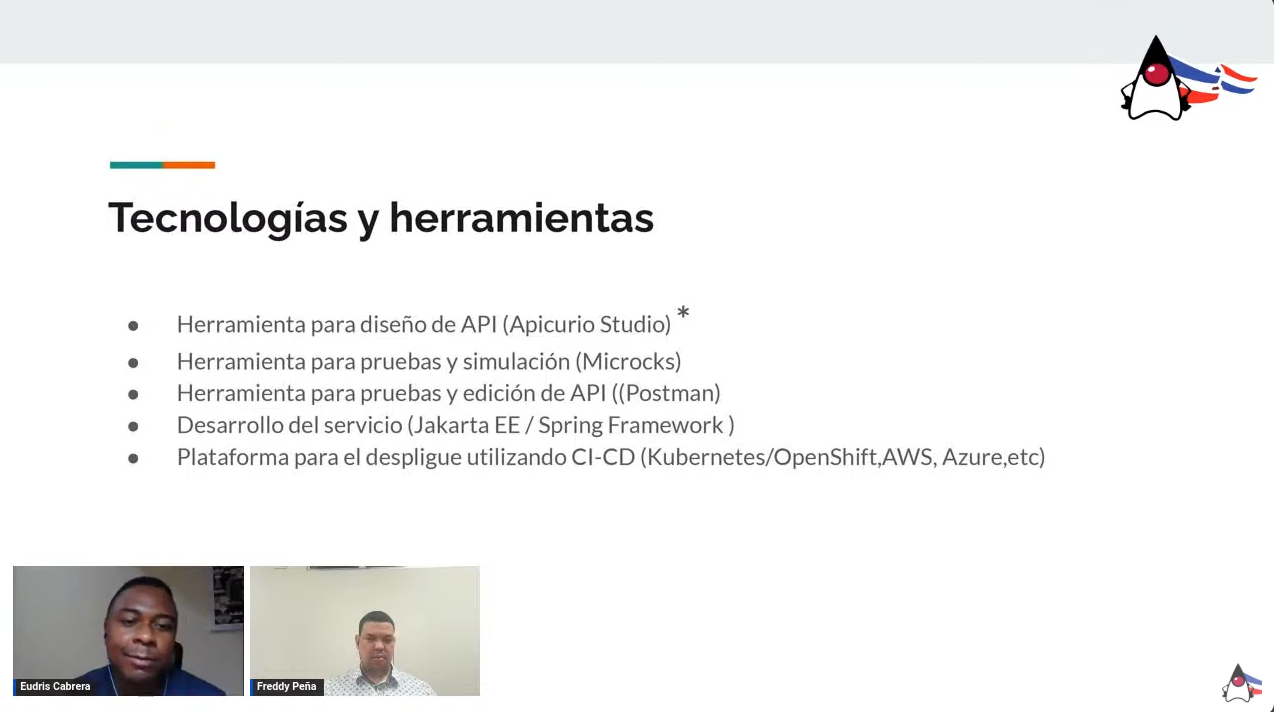 Tecnologías y herramientas
● Herramienta para diseño de API (Apicurio Studio) *
● Herramienta para pruebas y simulación (Microcks)
● Herramienta para pruebas y edición de API ((Postman)
● Desarrollo del servicio (Jakarta EE / Spring Framework )
● Plataforma para el despligue utilizando CI-CD (Kubernetes/OpenShift,AWS, Azure,etc)
Eudris Cabrera
Freddy Peña